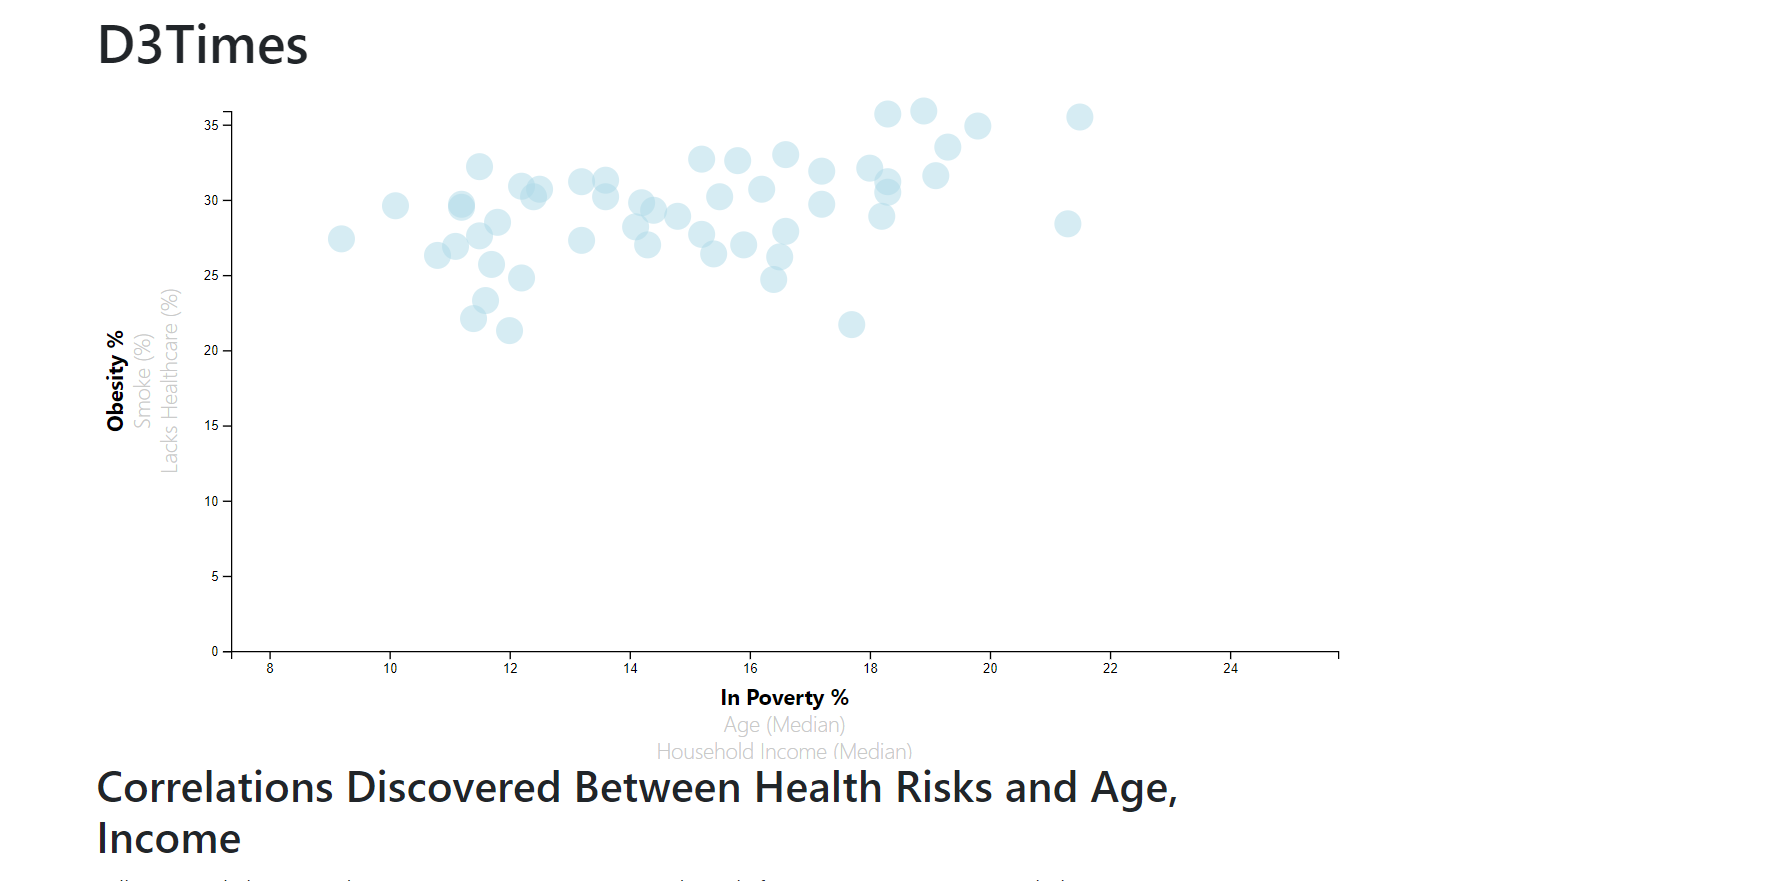 D3Times
35
30
25
20
15
10
5
0
Obesity %
Smoke (%)
Lacks Healthcare (%)
8 10 12 14 16 18 20 22 24
In Poverty %
Age (Median)
Household Income (Median)
Correlations Discovered Between Health Risks and Age,
Income